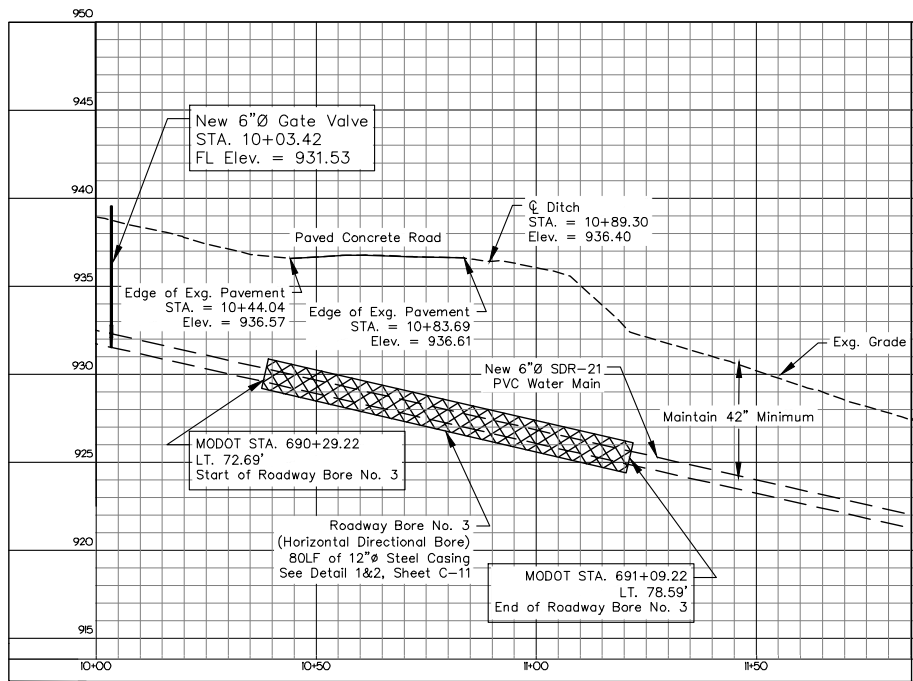 950
945
940
935
930
925
920
915
New 6"Ø Gate Valve
STA. 10+03.42
FL Elev. = 931.53
℄ Ditch
STA. = 10+89.30
Elev. = 936.40
Paved Concrete Road
Edge of Exg. Pavement
STA. = 10+44.04
Elev. = 936.57
Edge of Exg. Pavement
STA. = 10+83.69
Elev. = 936.61
Exg. Grade
New 6"Ø SDR-21
PVC Water Main
Maintain 42" Minimum
MODOT STA. 690+29.22
LT. 72.69'
Start of Roadway Bore No. 3
Roadway Bore No. 3
(Horizontal Directional Bore)
80LF of 12"Ø Steel Casing
See Detail 1&2, Sheet C-11
MODOT STA. 691+09.22
LT. 78.59'
End of Roadway Bore No. 3
10+00
10+50
11+00
11+50